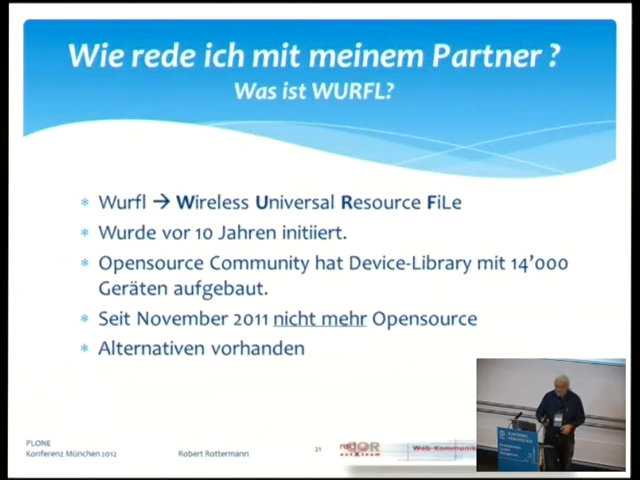 Wie rede ich mit meinem Partner ?
Was ist WURFL?
Wurfl → Wireless Universal Resource FiLe
Wurde vor 10 Jahren initiiert.
Opensource Community hat Device-Library mit 14'000
Geräten aufgebaut.
Seit November 2011 nicht mehr Opensource
Alternativen vorhanden
PLONE
Konferenz München 2012
Robert Rottermann
21
redCOR
Web-Kommunik